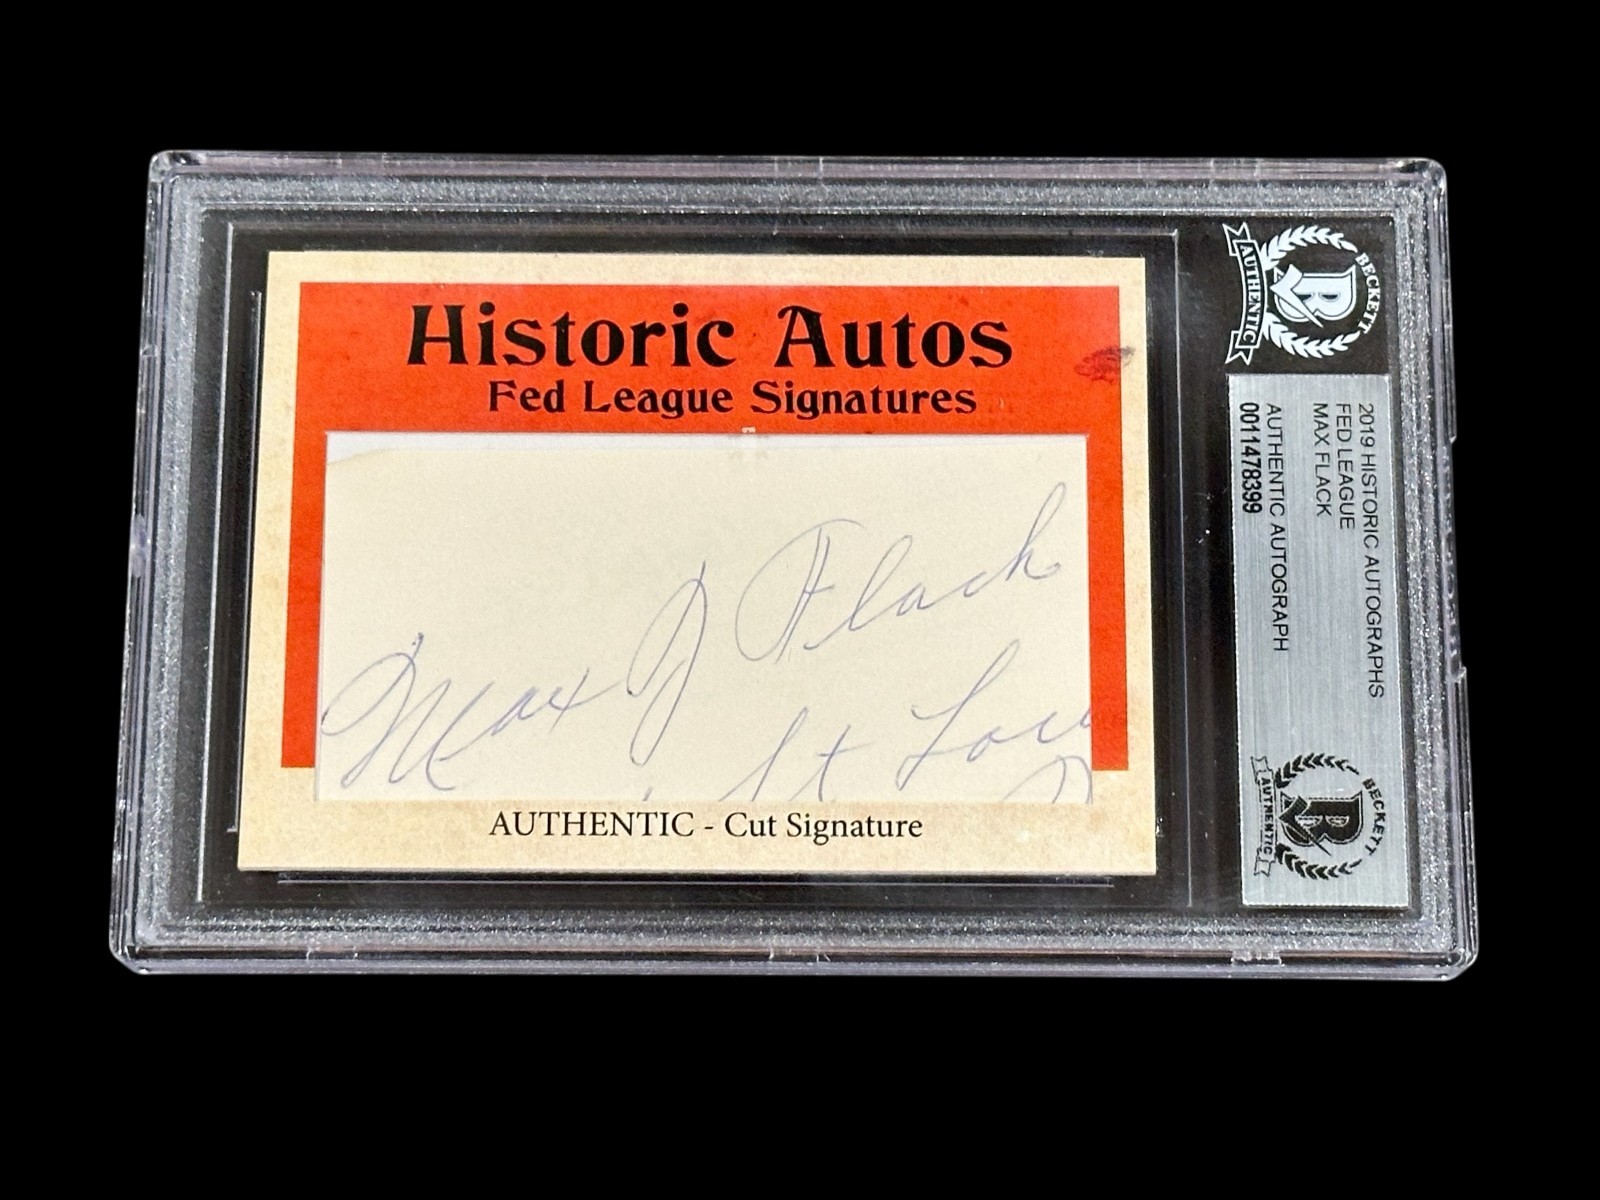 Historic Autos
Fed League Signatures
Max J Flack
St Lou
AUTHENTIC - Cut Signature
BECKETT
AUTHENTIC
B
2019 HISTORIC AUTOGRAPHS
FED LEAGUE
MAX FLACK
AUTHENTIC AUTOGRAPH
0011478399
BECKETT
AUTHENTIC
B